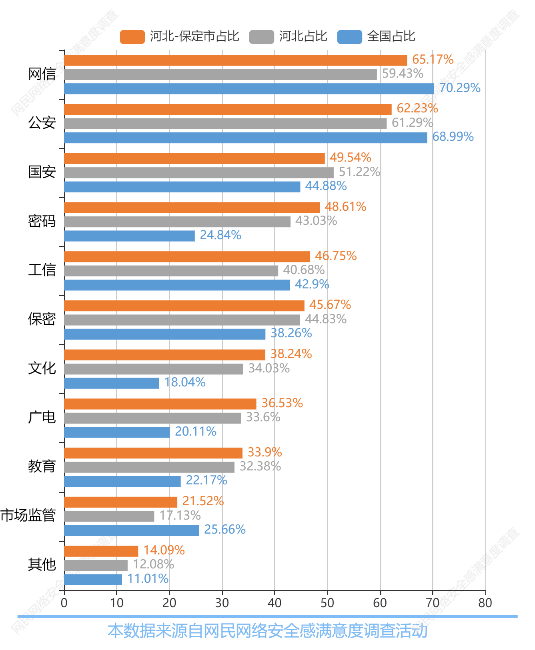 河北-保定市占比 河北占比 全国占比
网信 65.17%
59.43%
70.29%
公安 62.23%
61.29%
68.99%
国安 49.54%
51.22%
44.88%
密码 48.61%
43.03%
24.84%
工信 46.75%
40.68%
42.9%
保密 45.67%
44.83%
38.26%
文化 38.24%
34.03%
18.04%
广电 36.53%
33.6%
20.11%
教育 33.9%
32.38%
22.17%
市场监管 21.52%
17.13%
25.66%
其他 14.09%
12.08%
11.01%
0 10 20 30 40 50 60 70 80
本数据来源自网民网络安全感满意度调查活动